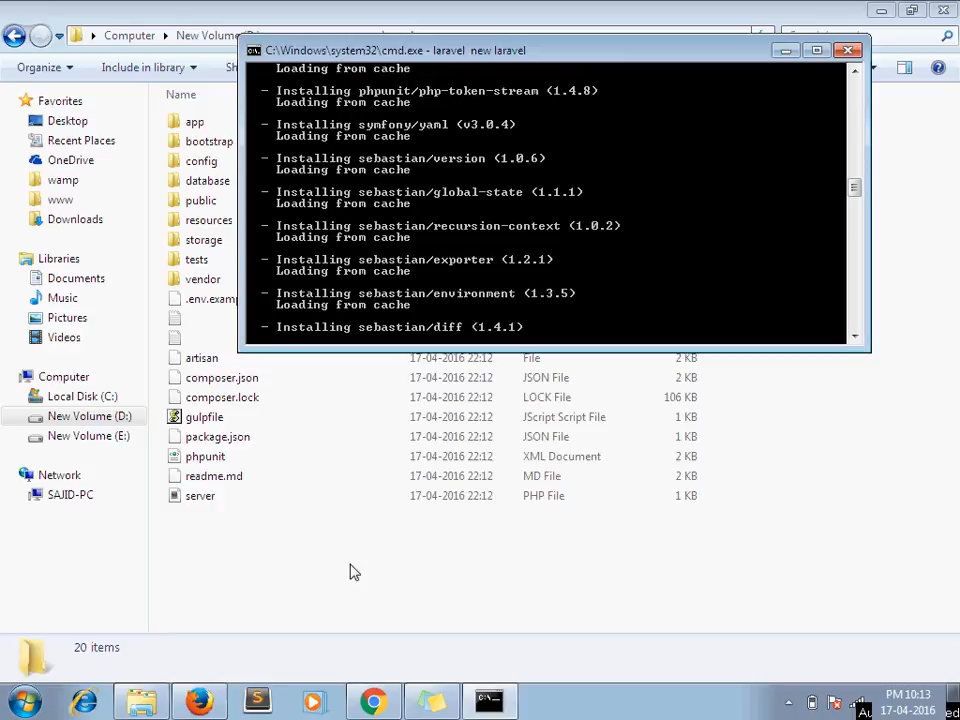 Computer
New Volume (D:)
C:\Windows\system32\cmd.exe - laravel new laravel
Organize
Include in library
Loading from cache
- Installing phpunit/php-token-stream (1.4.8)
Loading from cache
- Installing symfony/yaml (v3.0.4)
Loading from cache
- Installing sebastian/version (1.0.6)
Loading from cache
- Installing sebastian/global-state (1.1.1)
Loading from cache
- Installing sebastian/recursion-context (1.0.2)
Loading from cache
- Installing sebastian/exporter (1.2.1)
Loading from cache
- Installing sebastian/environment (1.3.5)
Loading from cache
- Installing sebastian/diff (1.4.1)
Favorites
Desktop
Recent Places
OneDrive
wamp
www
Downloads
Libraries
Documents
Music
Pictures
Videos
Computer
Local Disk (C:)
New Volume (D:)
New Volume (E:)
Network
SAJID-PC
Name
app
bootstrap
config
database
public
resources
storage
tests
vendor
.env.examp
artisan 17-04-2016 22:12 File 2 KB
composer.json 17-04-2016 22:12 JSON File 2 KB
composer.lock 17-04-2016 22:12 LOCK File 106 KB
gulpfile 17-04-2016 22:12 JScript Script File 1 KB
package.json 17-04-2016 22:12 JSON File 1 KB
phpunit 17-04-2016 22:12 XML Document 2 KB
readme.md 17-04-2016 22:12 MD File 2 KB
server 17-04-2016 22:12 PHP File 1 KB
20 items
PM 10:13
17-04-2016